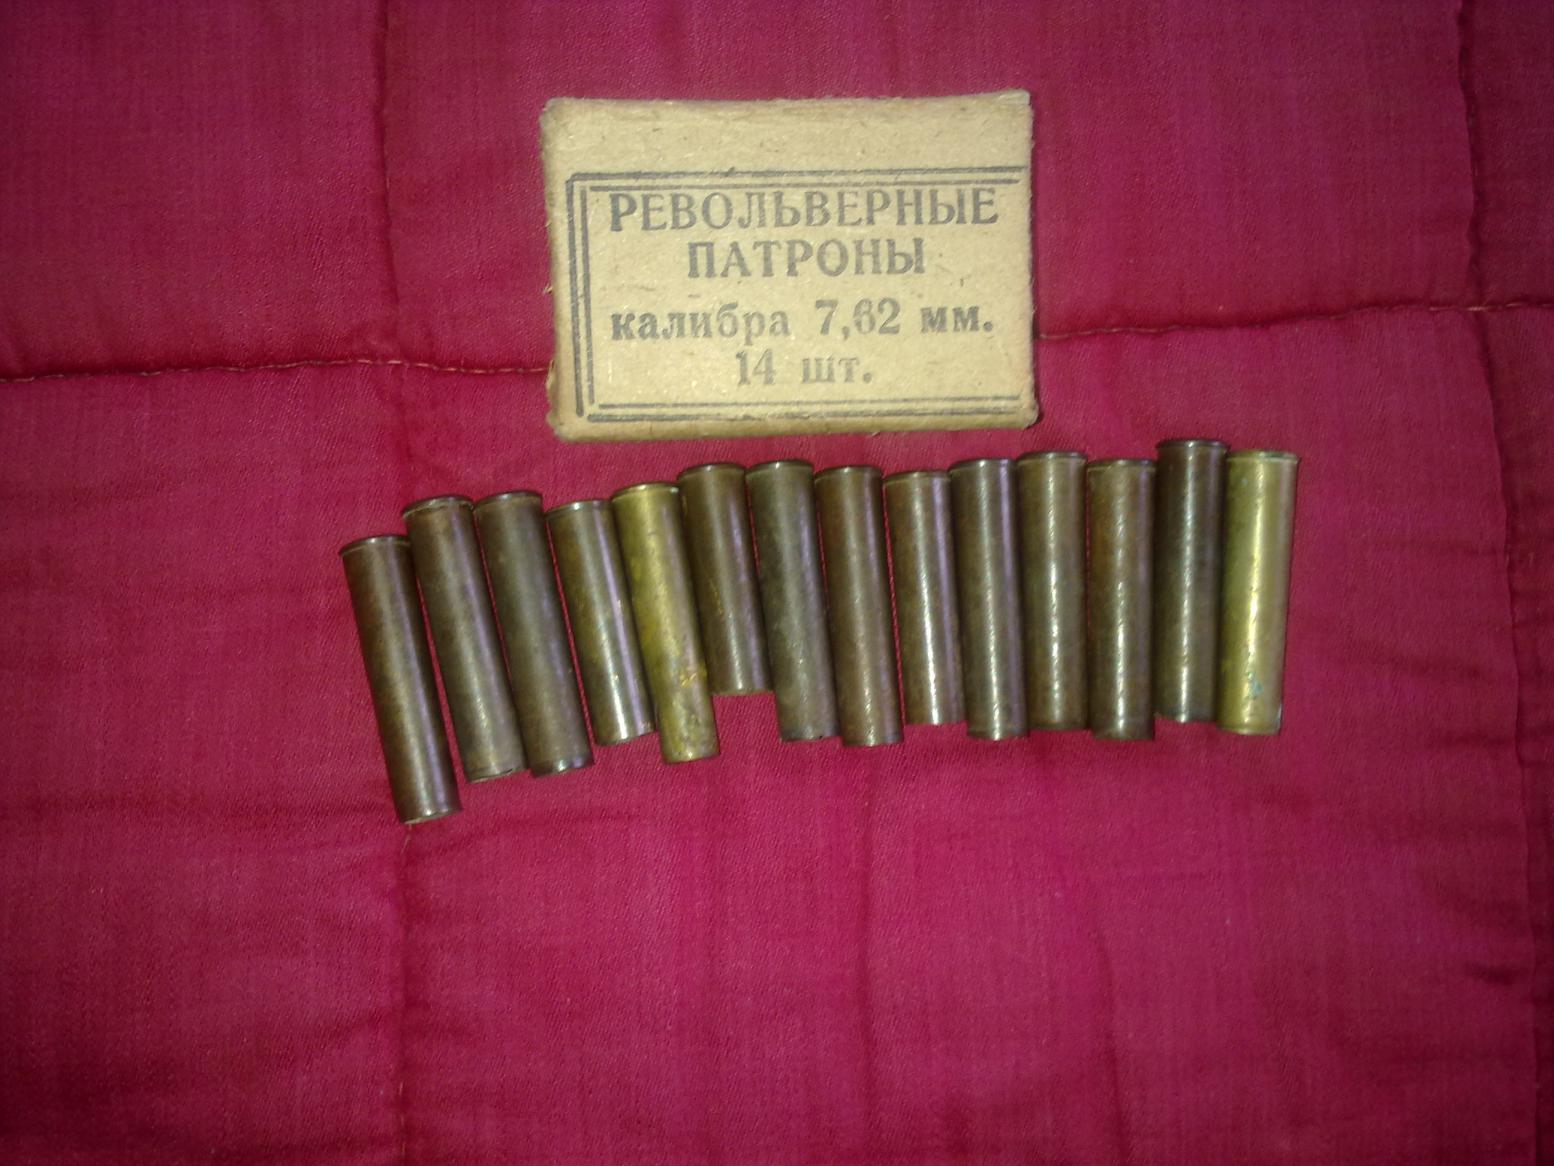 РЕВОЛЬВЕРНЫЕ
ПАТРОНЫ
калибра 7,62 мм.
14 шт.